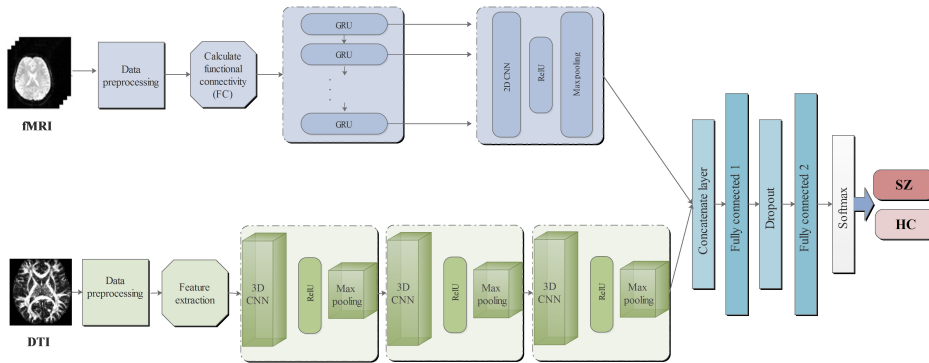 fMRI
Data
preprocessing
Calculate
functional
connectivity
(FC)
GRU
GRU
GRU
2D CNN
RelU
Max pooling
DTI
Data
preprocessing
Feature
extraction
3D
CNN
RelU
Max
pooling
3D
CNN
RelU
Max
pooling
3D
CNN
RelU
Max
pooling
Concatenate layer
Fully connected 1
Dropout
Fully connected 2
Softmax
SZ
HC